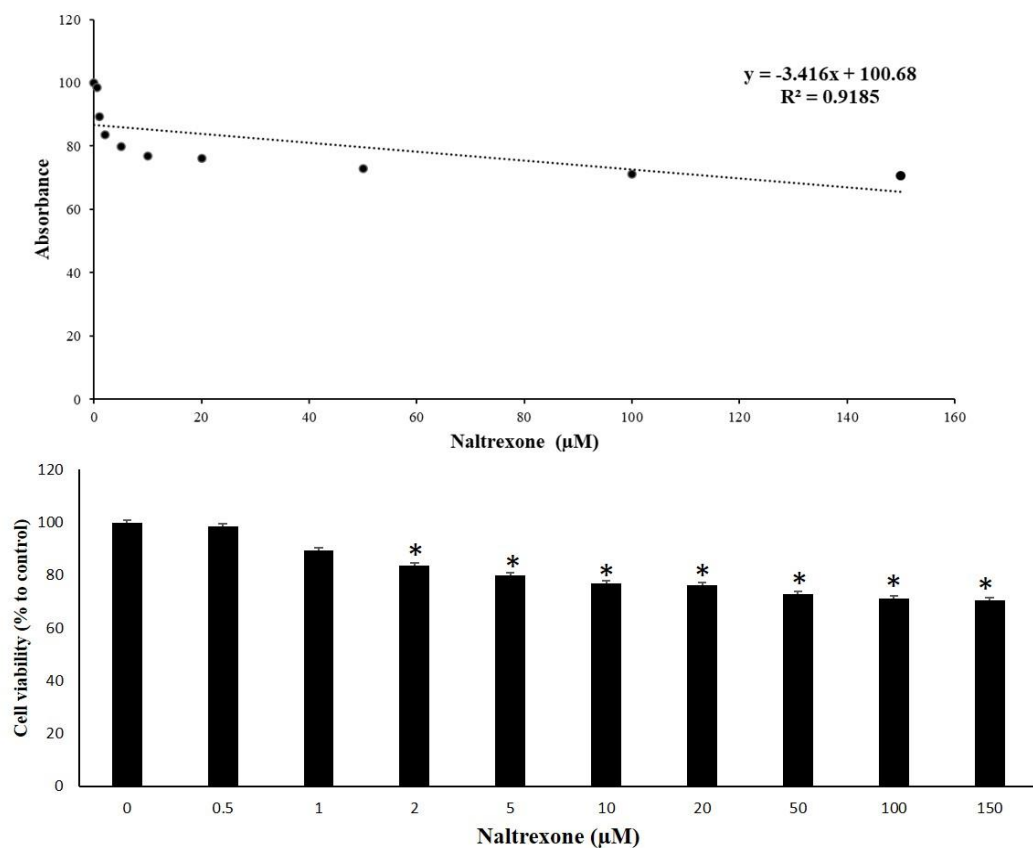 120
100
80
60
40
20
0
Absorbance
y = -3.416x + 100.68
R² = 0.9185
0 20 40 60 80 100 120 140 160
Naltrexone (μM)
120
100
80
60
40
20
0
Cell viability (% to control)
* * * * * * *
0 0.5 1 2 5 10 20 50 100 150
Naltrexone (μM)